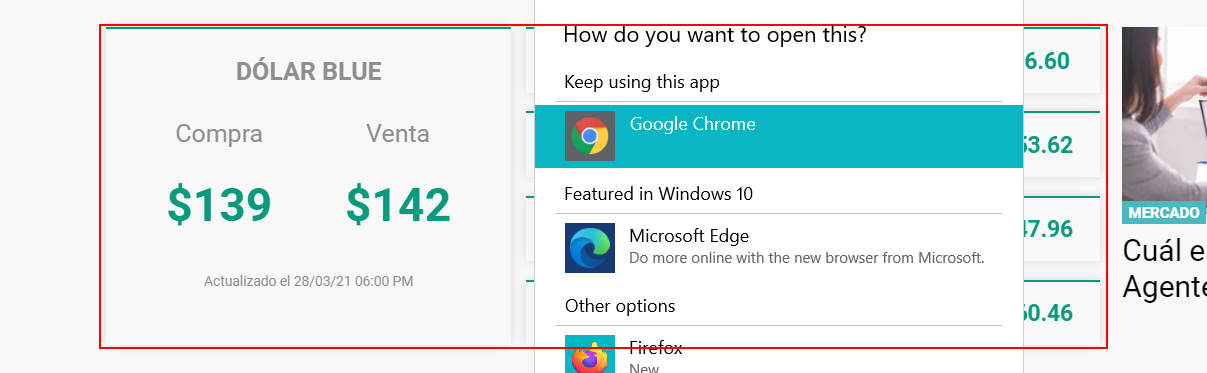 DÓLAR BLUE
Compra
Venta
$139
$142
Actualizado el 28/03/21 06:00 PM
How do you want to open this?
Keep using this app
Google Chrome
Featured in Windows 10
Microsoft Edge
Do more online with the new browser from Microsoft.
Other options
Firefox
New
6.60
3.62
47.96
60.46
MERCADO
Cuál e
Agente